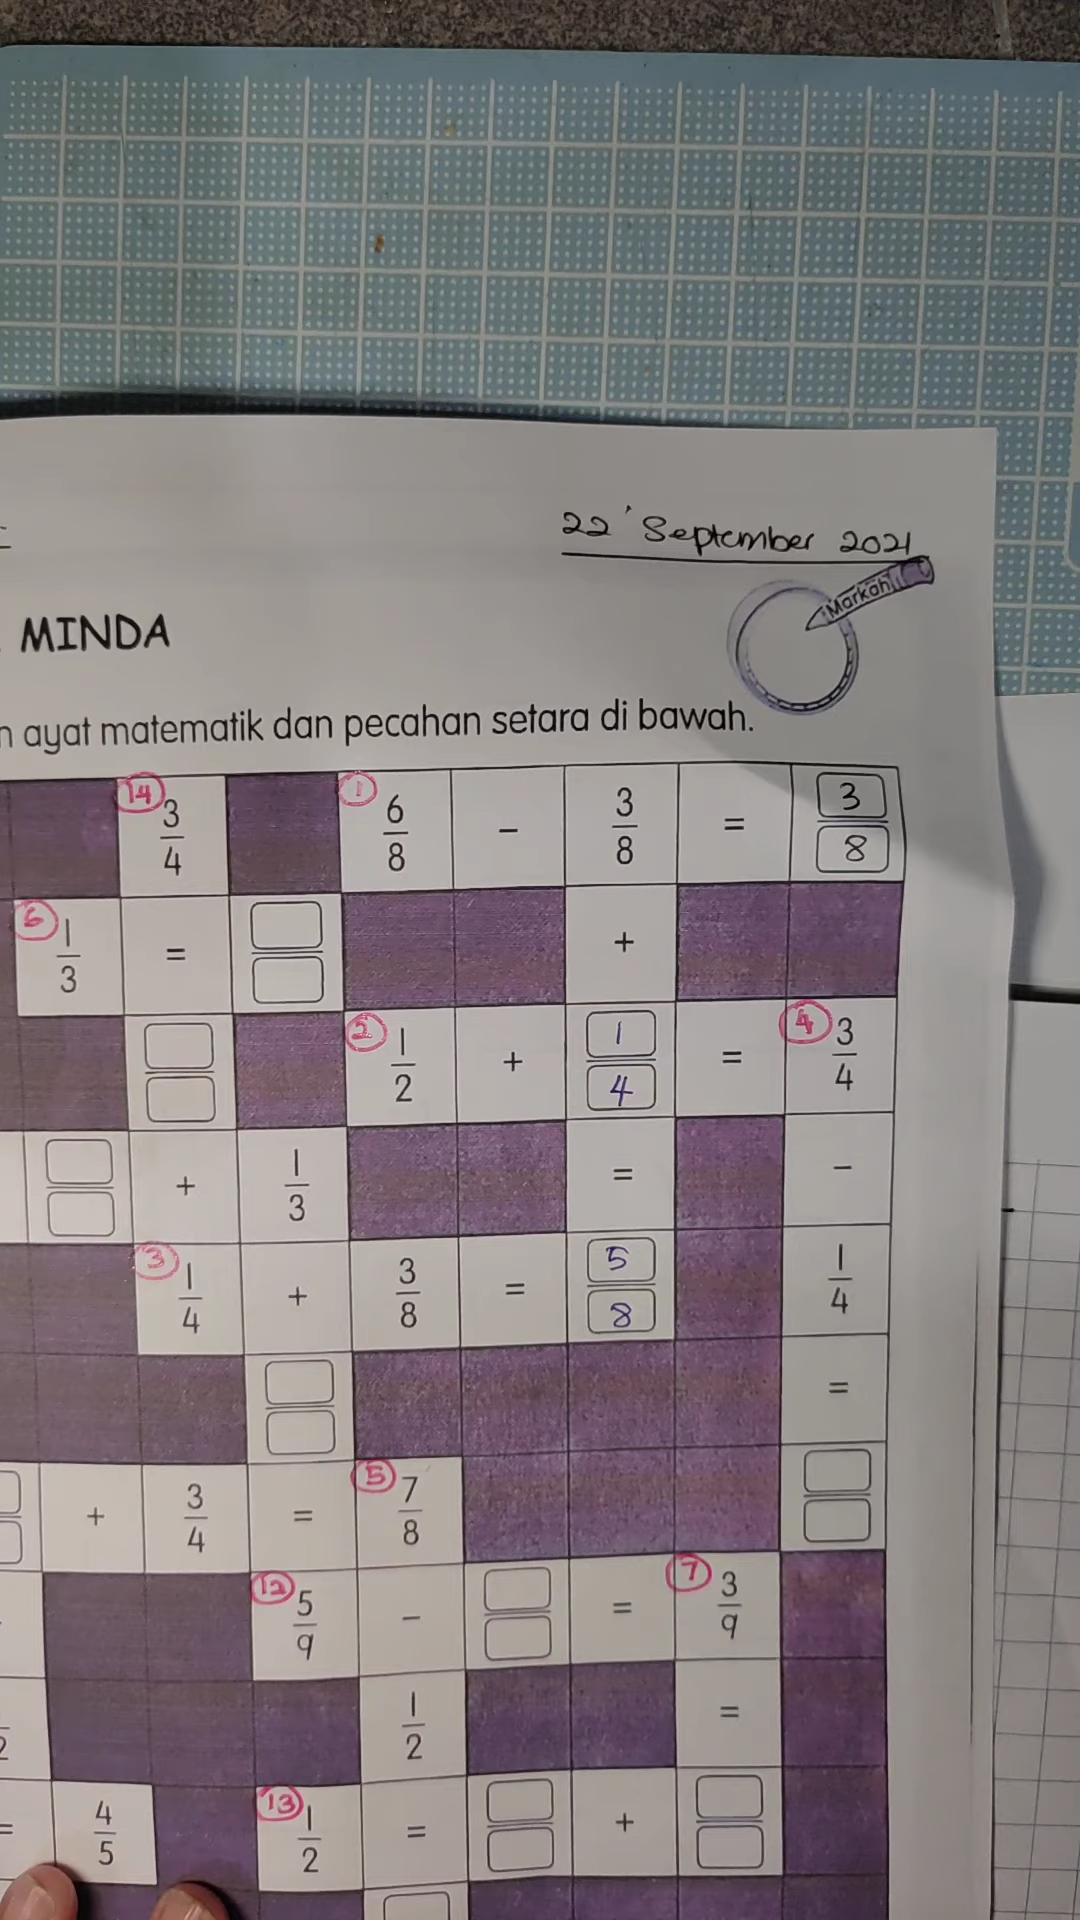 22 September 2021
Markah
MINDA
ayat matematik dan pecahan setara di bawah.
14 3/4 1 6/8 - 3/8 = 3/8
6 1/3 = +
2 1/2 + 1/4 = 4 3/4
+ 1/3 = -
3 1/4 + 3/8 = 5/8 1/4
=
+ 3/4 = 5 7/8
12 5/9 - = 7 3/9
2 1/2 =
= 4/5 13 1/2 = +